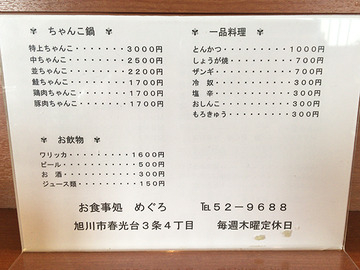 ✾ ちゃんこ鍋 ✾
特上ちゃんこ・・・・・・・・3000円
中ちゃんこ・・・・・・・・・2500円
並ちゃんこ・・・・・・・・・2200円
鮭ちゃんこ・・・・・・・・・1700円
鶏肉ちゃんこ・・・・・・・・1700円
豚肉ちゃんこ・・・・・・・・1700円
✾ お飲物 ✾
ワリッカ・・・・・・・・・・1600円
ビール・・・・・・・・・・・500円
お酒・・・・・・・・・・・・300円
ジュース類・・・・・・・・・150円
✾ 一品料理 ✾
とんかつ・・・・・・・・・1000円
しょうが焼・・・・・・・・700円
ザンギ・・・・・・・・・・700円
冷奴・・・・・・・・・・・300円
塩辛・・・・・・・・・・・300円
おしんこ・・・・・・・・・300円
もろきゅう・・・・・・・・300円
お食事処 めぐろ ℡52-9688
旭川市春光台3条4丁目 毎週木曜定休日